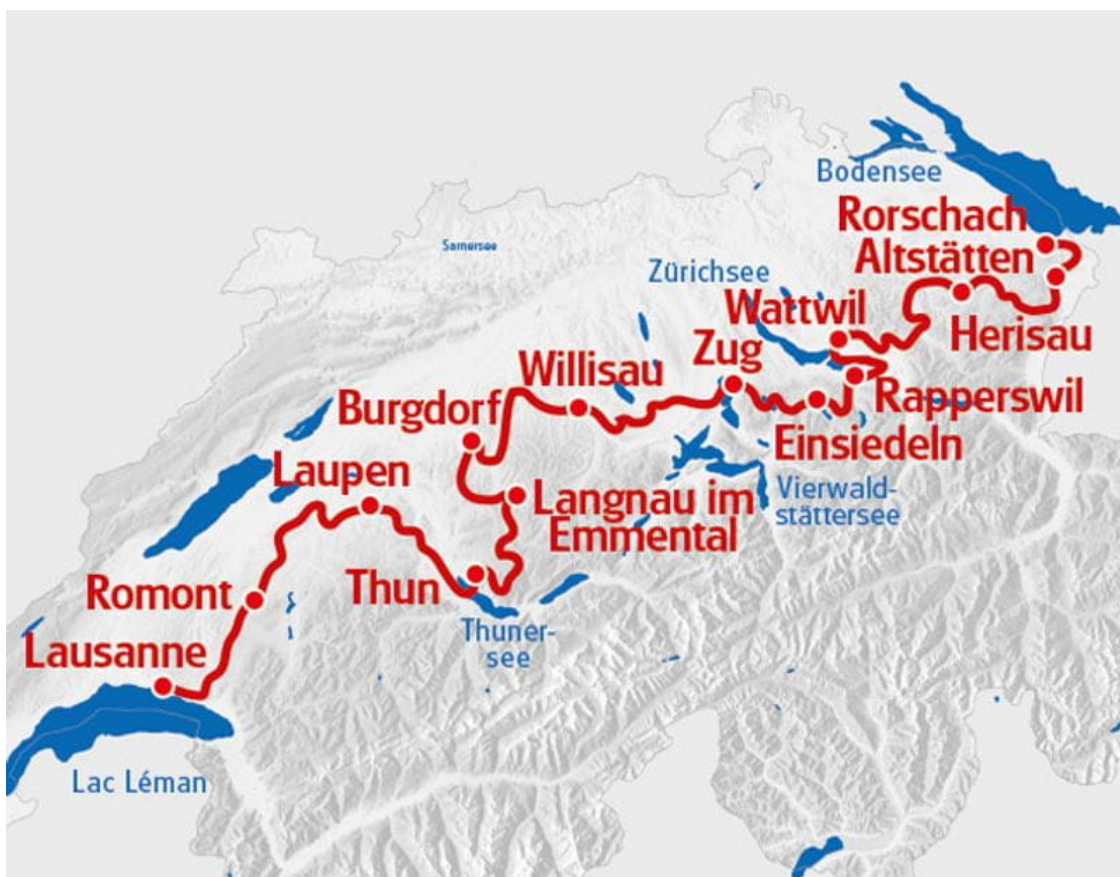 Bodensee
Rorschach
Altstätten
Zürichsee
Wattwil
Herisau
Zug
Willisau
Rapperswil
Burgdorf
Einsiedeln
Laupen
Langnau im
Emmental
Vierwald-
stättersee
Romont
Thun
Thuner-
see
Lausanne
Lac Léman